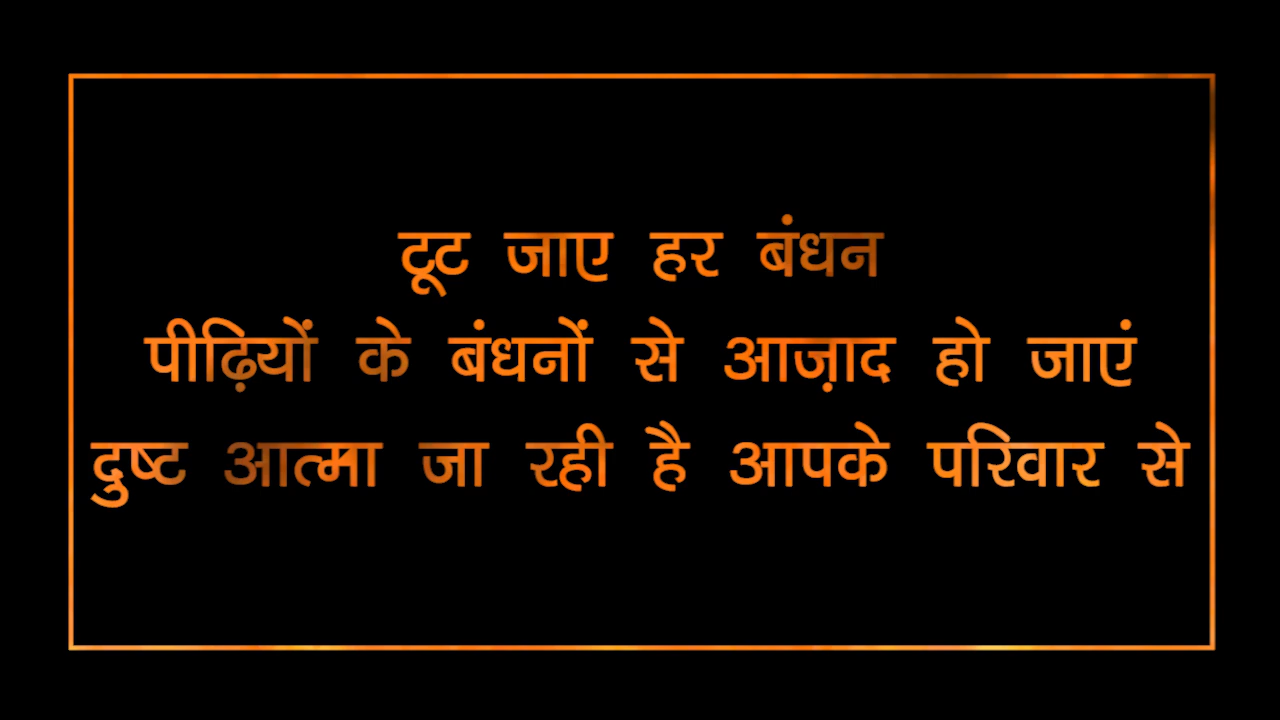 टूट जाए हर बंधन
पीढ़ियों के बंधनों से आज़ाद हो जाएं
दुष्ट आत्मा जा रही है आपके परिवार से